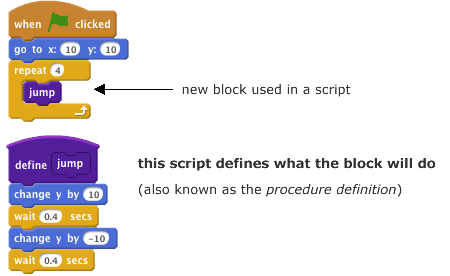 when clicked
go to x: 10 y: 10
repeat 4
jump
new block used in a script
define jump
this script defines what the block will do
change y by 10
(also known as the procedure definition)
wait 0.4 secs
change y by -10
wait 0.4 secs